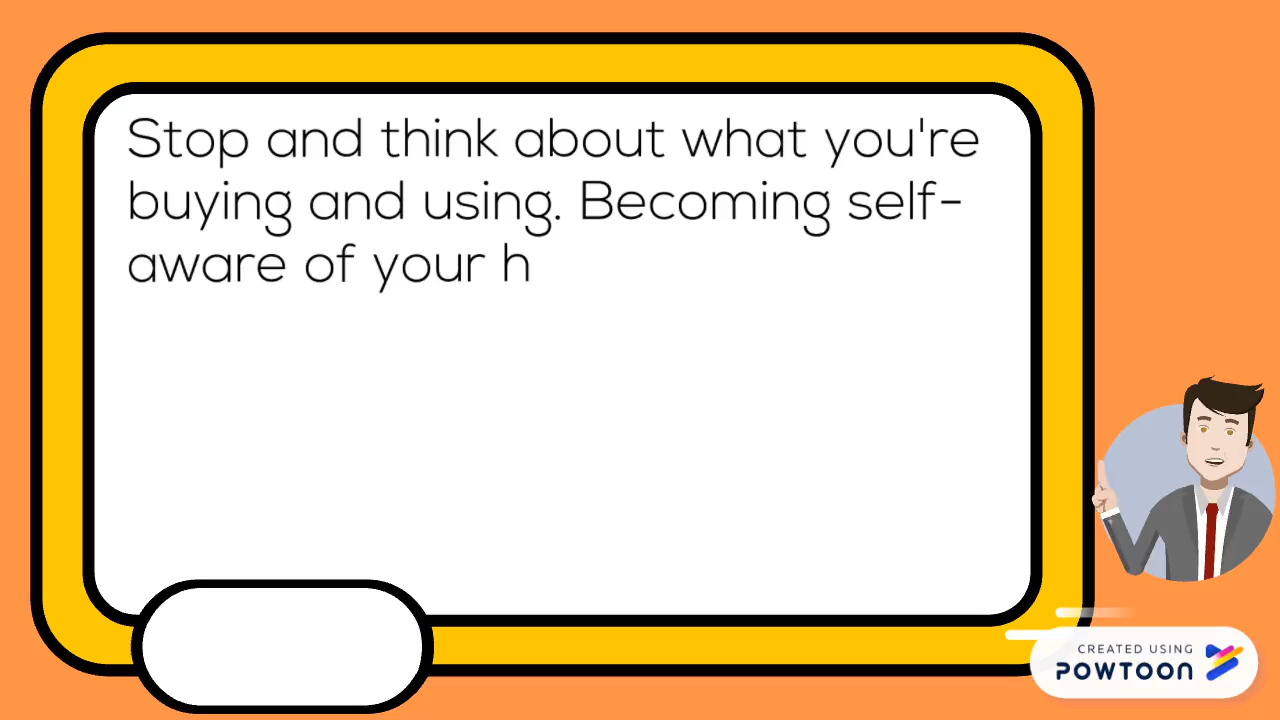 Stop and think about what you're
buying and using. Becoming self-
aware of your h
CREATED USING
POWTOON